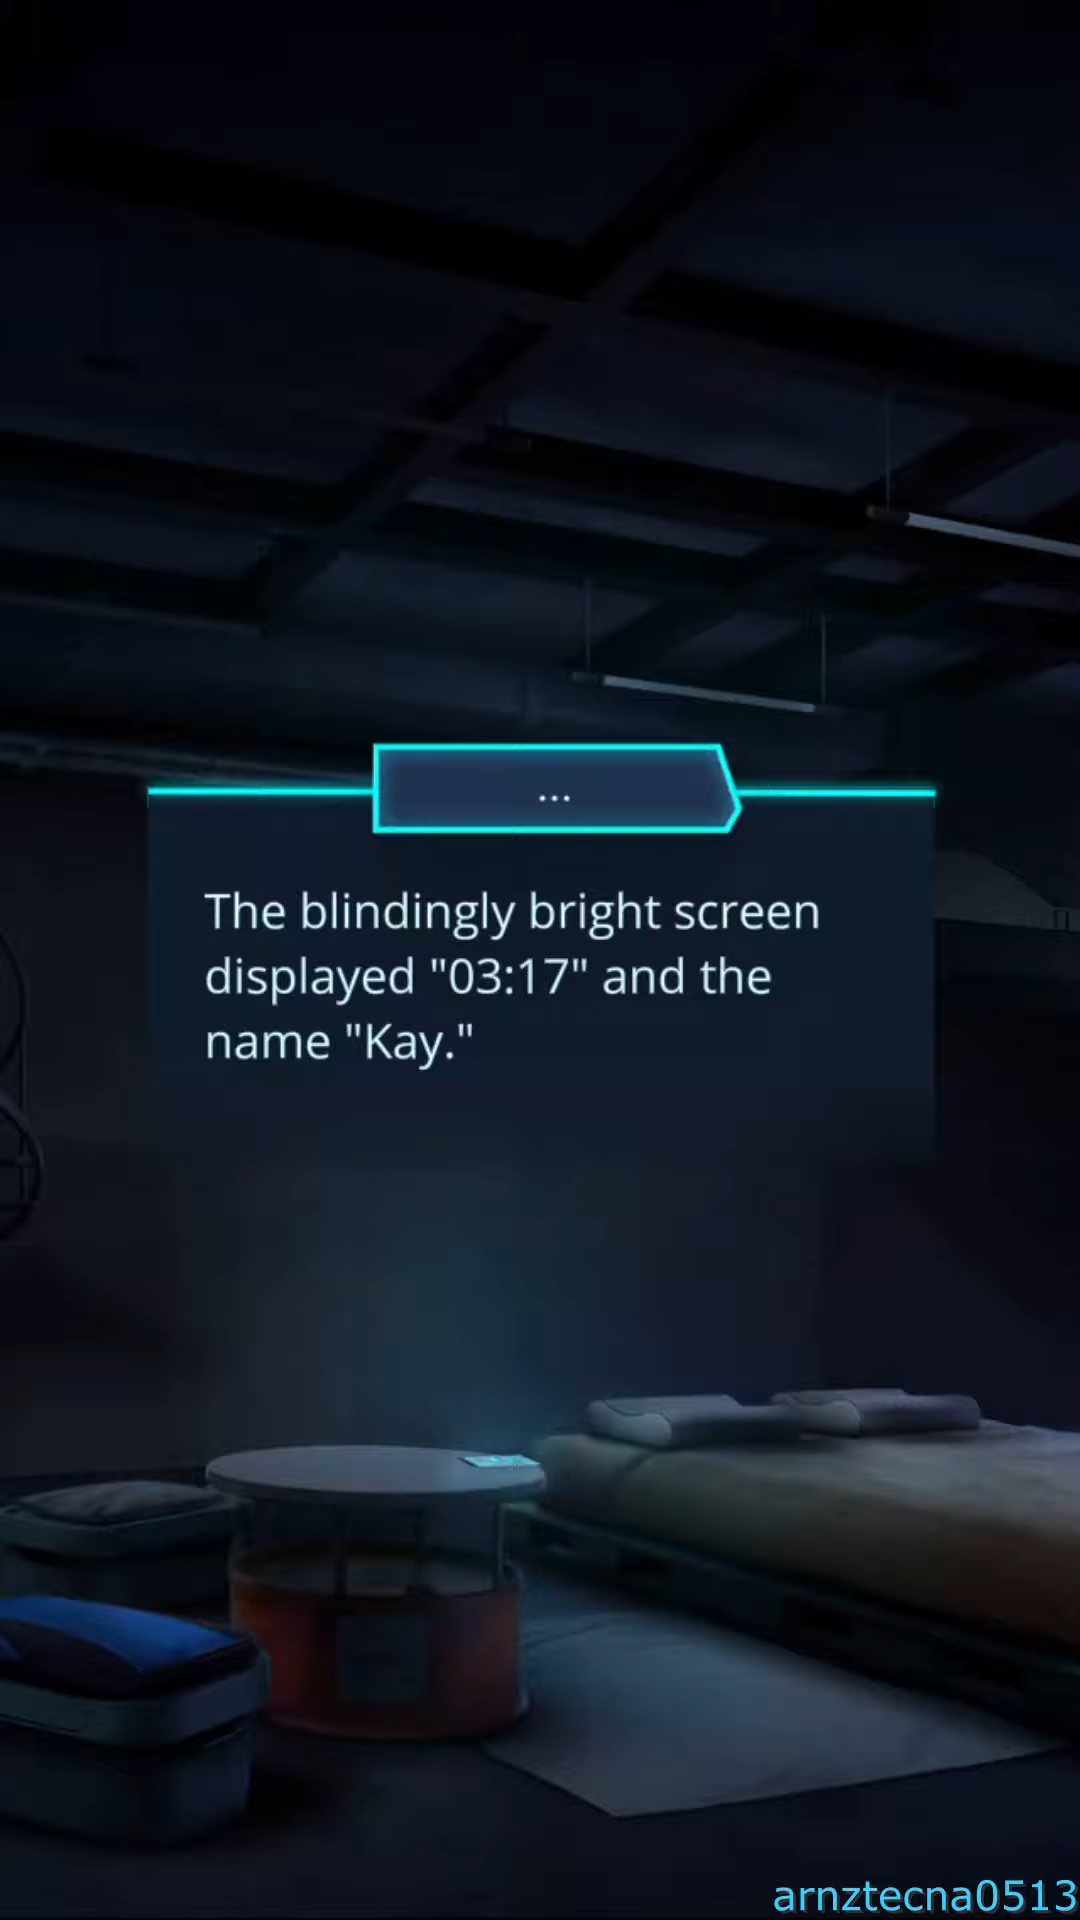 ...
The blindingly bright screen
displayed "03:17" and the
name "Kay."
arnztecna0513